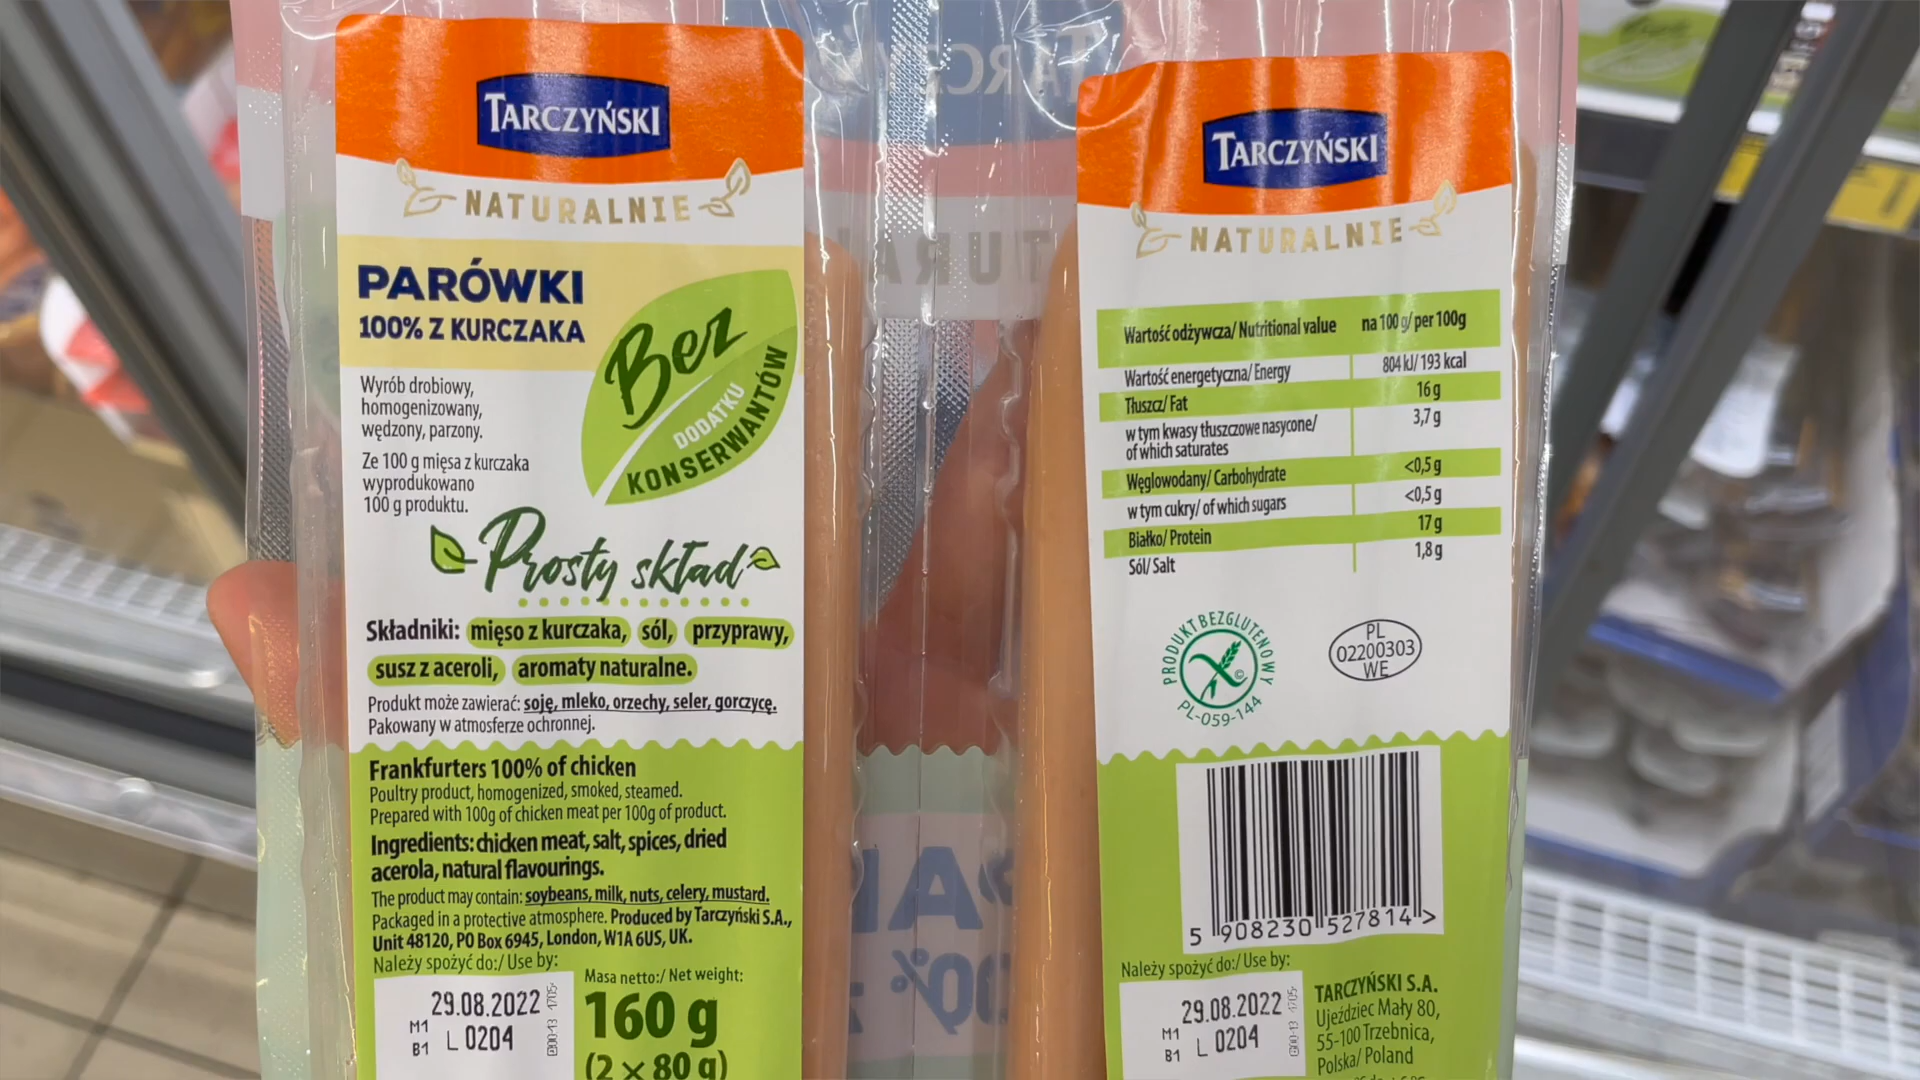 TARCZYŃSKI
NATURALNIE
PARÓWKI
100% Z KURCZAKA
Bez
DODATKU
KONSERWANTÓW
Wyrób drobiowy,
homogenizowany,
wędzony, parzony.
Ze 100 g mięsa z kurczaka
wyprodukowano
100 g produktu.
Prosty skład
Składniki: mięso z kurczaka, sól, przyprawy,
susz z aceroli, aromaty naturalne.
Produkt może zawierać: soję, mleko, orzechy, seler, gorczycę.
Pakowany w atmosferze ochronnej.
Frankfurters 100% of chicken
Poultry product, homogenized, smoked, steamed.
Prepared with 100g of chicken meat per 100g of product.
Ingredients: chicken meat, salt, spices, dried
acerola, natural flavourings.
The product may contain: soybeans, milk, nuts, celery, mustard.
Packaged in a protective atmosphere. Produced by Tarczyński S.A.,
Unit 48120, PO Box 6945, London, W1A 6US, UK.
Należy spożyć do:/ Use by:
29.08.2022
M1
B1 L 0204
Masa netto:/ Net weight:
160 g
(2 x 80 g)
TARCZYŃSKI
NATURALNIE
Wartość odżywcza/ Nutritional value na 100 g/ per 100g
Wartość energetyczna/ Energy 804 kJ/ 193 kcal
Tłuszcz/ Fat 16 g
w tym kwasy tłuszczowe nasycone/ 3,7 g
of which saturates
Węglowodany/ Carbohydrate <0,5 g
w tym cukry/ of which sugars <0,5 g
Białko/ Protein 17 g
Sól/ Salt 1,8 g
PRODUKT BEZGLUTENOWY
PL-059-144
PL
02200303
WE
5 908230 527814 >
Należy spożyć do:/ Use by:
29.08.2022
M1
B1 L 0204
TARCZYŃSKI S.A.
Ujeździec Mały 80,
55-100 Trzebnica,
Polska/ Poland